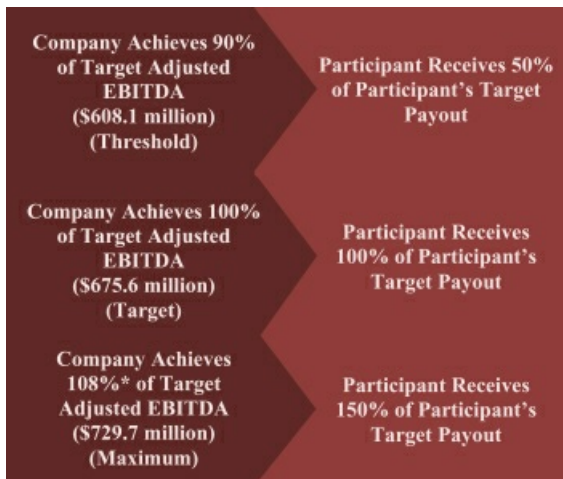 Company Achieves 90%
of Target Adjusted
EBITDA
($608.1 million)
(Threshold)
Participant Receives 50%
of Participant's Target
Payout
Company Achieves 100%
of Target Adjusted
EBITDA
($675.6 million)
(Target)
Participant Receives
100% of Participant's
Target Payout
Company Achieves
108%* of Target
Adjusted EBITDA
($729.7 million)
(Maximum)
Participant Receives
150% of Participant's
Target Payout